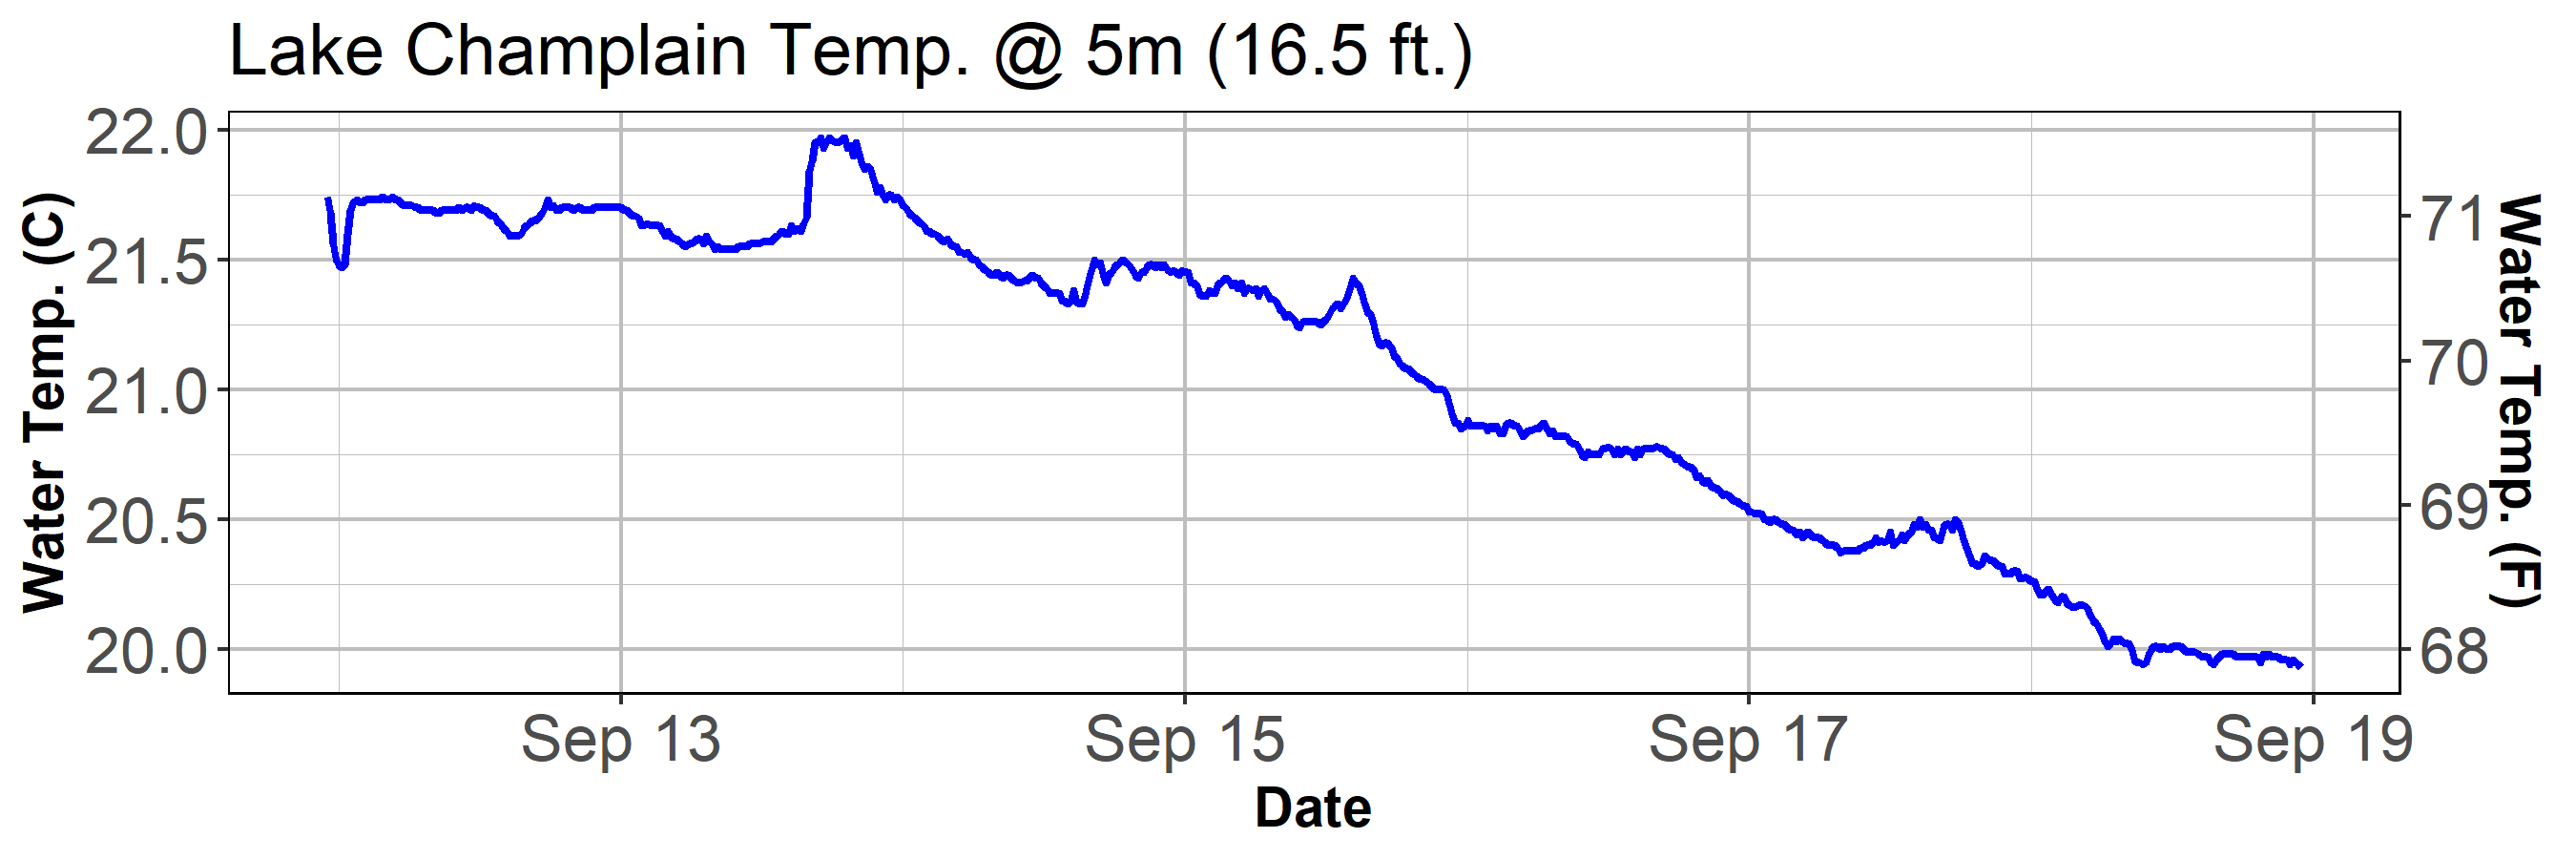 Lake Champlain Temp. @ 5m (16.5 ft.)
Water Temp. (C)
22.0
21.5
21.0
20.5
20.0
71
70
69
68
Water Temp. (F)
Sep 13
Sep 15
Sep 17
Sep 19
Date